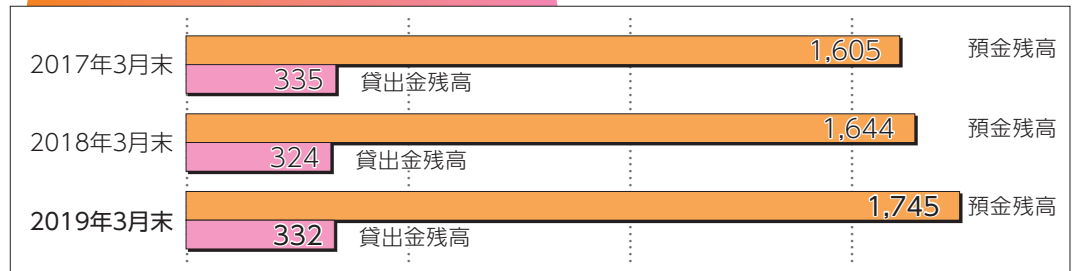 2017年3月末
1,605 預金残高
335 貸出金残高
2018年3月末
1,644 預金残高
324 貸出金残高
2019年3月末
1,745 預金残高
332 貸出金残高